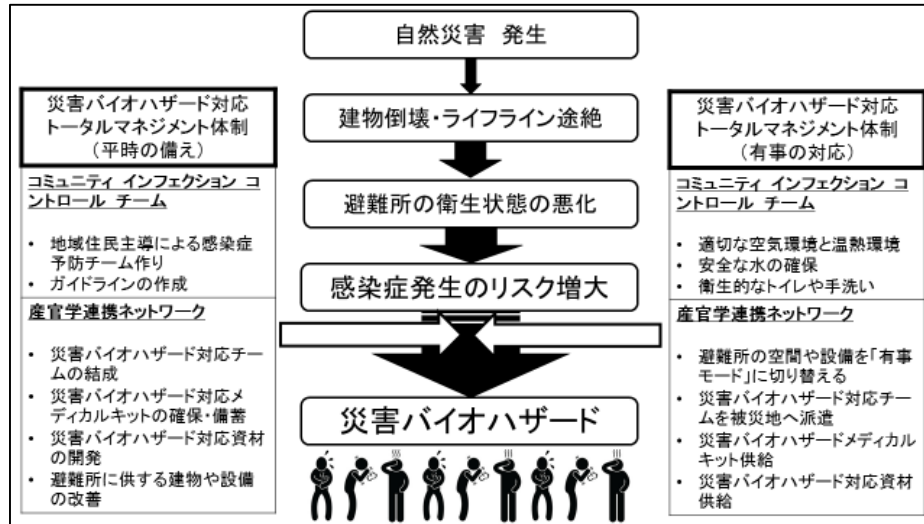 自然災害 発生
建物倒壊・ライフライン途絶
避難所の衛生状態の悪化
感染症発生のリスク増大
災害バイオハザード
災害バイオハザード対応
トータルマネジメント体制
（平時の備え）
コミュニティ インフェクション コ
ントロール チーム
• 地域住民主導による感染症
予防チーム作り
• ガイドラインの作成
産官学連携ネットワーク
• 災害バイオハザード対応チー
ムの結成
• 災害バイオハザード対応メ
ディカルキットの確保・備蓄
• 災害バイオハザード対応資材
の開発
• 避難所に供する建物や設備
の改善
災害バイオハザード対応
トータルマネジメント体制
（有事の対応）
コミュニティ インフェクション コ
ントロール チーム
• 適切な空気環境と温熱環境
• 安全な水の確保
• 衛生的なトイレや手洗い
産官学連携ネットワーク
• 避難所の空間や設備を「有事
モード」に切り替える
• 災害バイオハザード対応チー
ムを被災地へ派遣
• 災害バイオハザードメディカル
キット供給
• 災害バイオハザード対応資材
供給